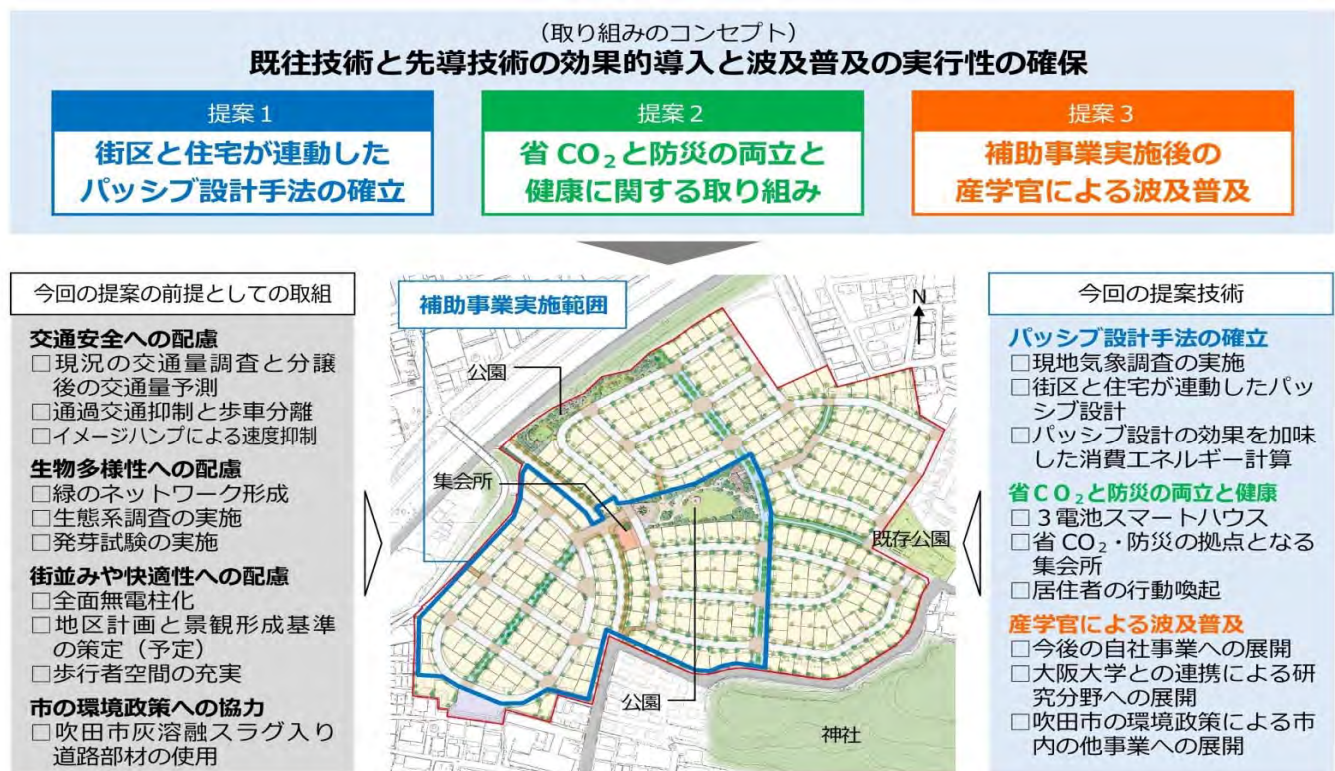 (取り組みのコンセプト)
既往技術と先導技術の効果的導入と波及普及の実行性の確保
提案1
街区と住宅が連動した
パッシブ設計手法の確立
提案2
省CO₂と防災の両立と
健康に関する取り組み
提案3
補助事業実施後の
産学官による波及普及
今回の提案の前提としての取組
交通安全への配慮
□現況の交通量調査と分譲
後の交通量予測
□通過交通抑制と歩車分離
□イメージハンプによる速度抑制
生物多様性への配慮
□緑のネットワーク形成
□生態系調査の実施
□発芽試験の実施
街並みや快適性への配慮
□全面無電柱化
□地区計画と景観形成基準
の策定(予定)
□歩行者空間の充実
市の環境政策への協力
□吹田市灰溶融スラグ入り
道路部材の使用
補助事業実施範囲
N
公園
集会所
既存公園
公園
神社
今回の提案技術
パッシブ設計手法の確立
□現地気象調査の実施
□街区と住宅が連動したパッ
シブ設計
□パッシブ設計の効果を加味
した消費エネルギー計算
省CO₂と防災の両立と健康
□3電池スマートハウス
□省CO₂・防災の拠点となる
集会所
□居住者の行動喚起
産学官による波及普及
□今後の自社事業への展開
□大阪大学との連携による研
究分野への展開
□吹田市の環境政策による市
内の他事業への展開